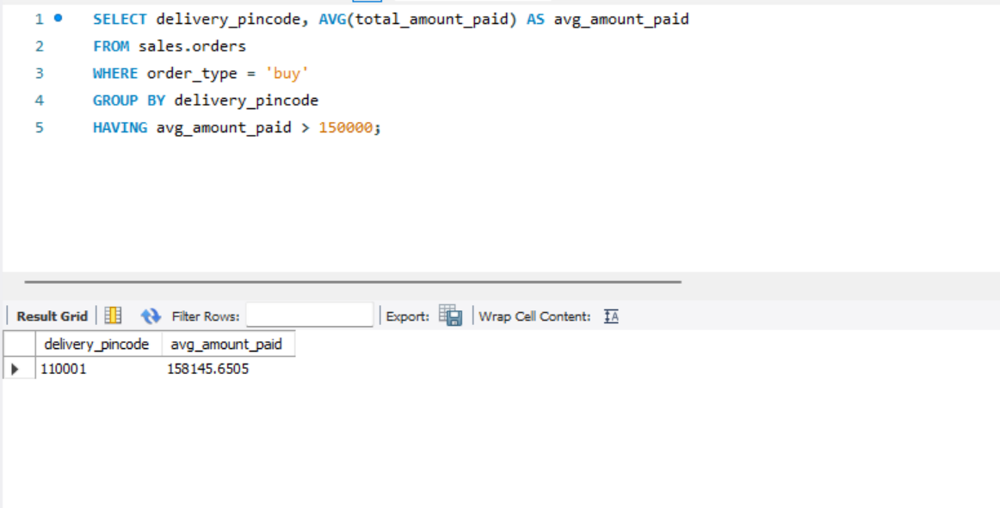 1 SELECT delivery_pincode, AVG(total_amount_paid) AS avg_amount_paid
2 FROM sales.orders
3 WHERE order_type = 'buy'
4 GROUP BY delivery_pincode
5 HAVING avg_amount_paid > 150000;
Result Grid Filter Rows: Export: Wrap Cell Content: IA
delivery_pincode avg_amount_paid
110001 158145.6505